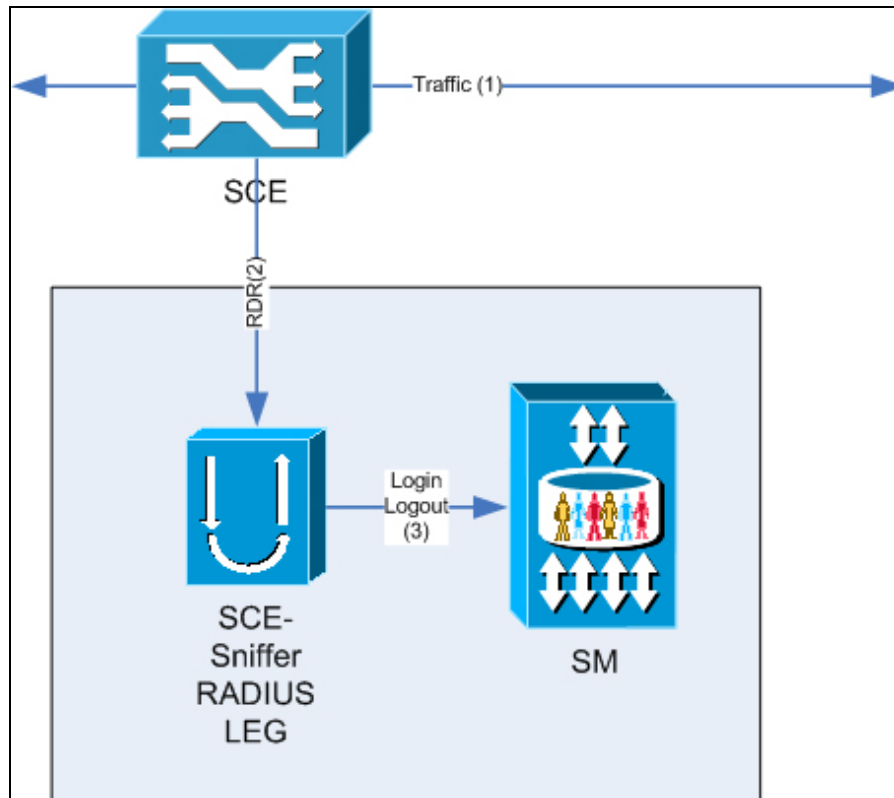 Traffic (1)
SCE
RDR(2)
Login
Logout
(3)
SCE-
Sniffer
RADIUS
LEG
SM